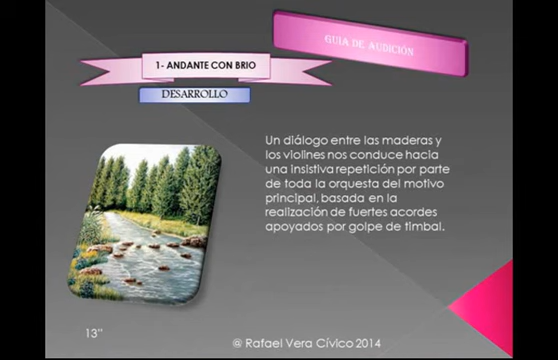 GUIA DE AUDICIÓN
1- ANDANTE CON BRIO
DESARROLLO
Un diálogo entre las maderas y
los violines nos conduce hacia
una insistiva repetición por parte
de toda la orquesta del motivo
principal, basada en la
realización de fuertes acordes
apoyados por golpe de timbal.
13''
@ Rafael Vera Cívico 2014